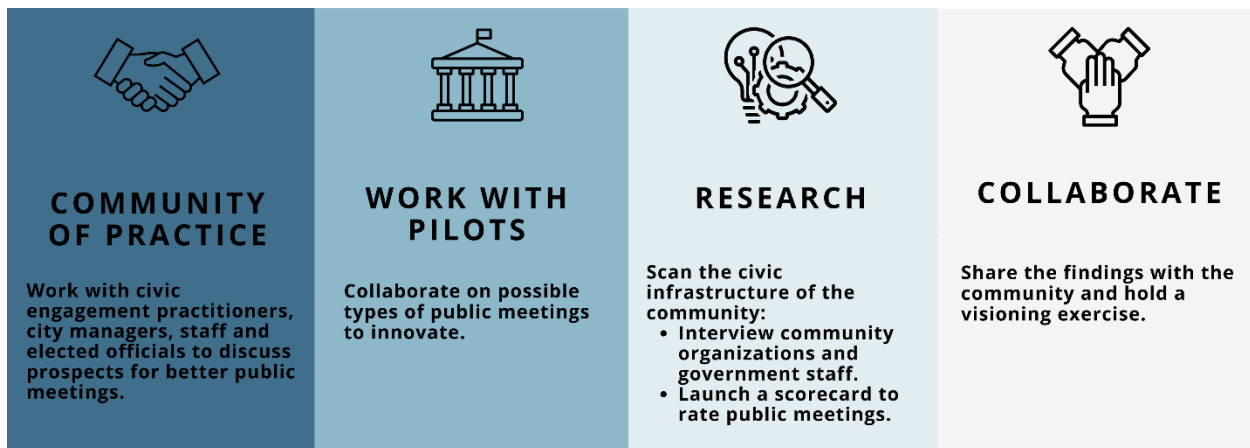 COMMUNITY
OF PRACTICE
Work with civic
engagement practitioners,
city managers, staff and
elected officials to discuss
prospects for better public
meetings.
WORK WITH
PILOTS
Collaborate on possible
types of public meetings
to innovate.
RESEARCH
Scan the civic
infrastructure of the
community:
• Interview community
organizations and
government staff.
• Launch a scorecard to
rate public meetings.
COLLABORATE
Share the findings with the
community and hold a
visioning exercise.